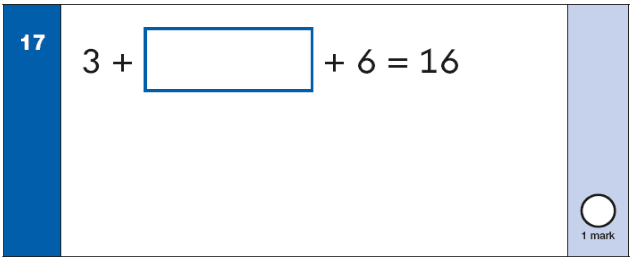 17
3 + + 6 = 16
1 mark